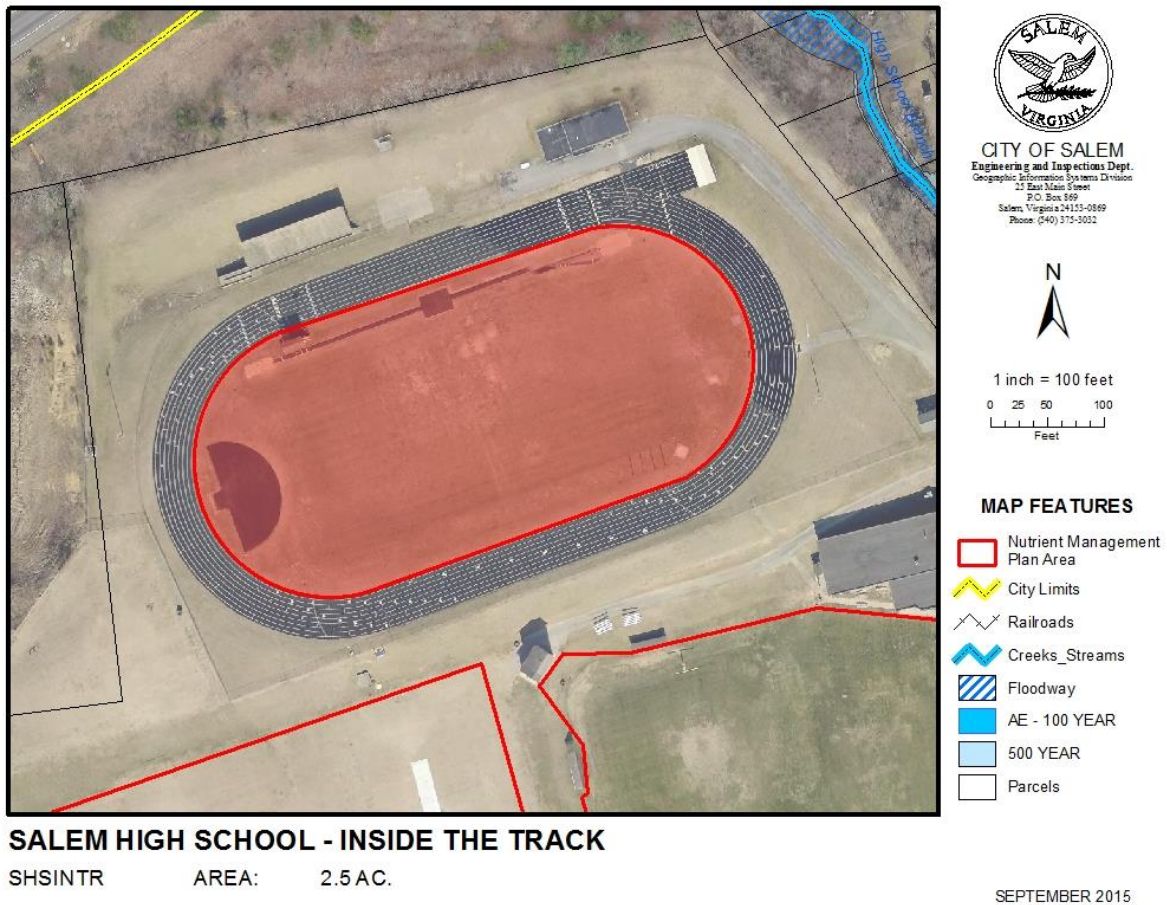 High School Branch
SALEM
VIRGINIA
CITY OF SALEM
Engineering and Inspections Dept.
Geographic Information Systems Division
25 East Main Street
P.O. Box 869
Salem, Virginia 24153-0869
Phone: (540) 375-3032
N
1 inch = 100 feet
0 25 50 100
Feet
MAP FEATURES
Nutrient Management
Plan Area
City Limits
Railroads
Creeks_Streams
Floodway
AE - 100 YEAR
500 YEAR
Parcels
SALEM HIGH SCHOOL - INSIDE THE TRACK
SHSINTR AREA: 2.5 AC.
SEPTEMBER 2015